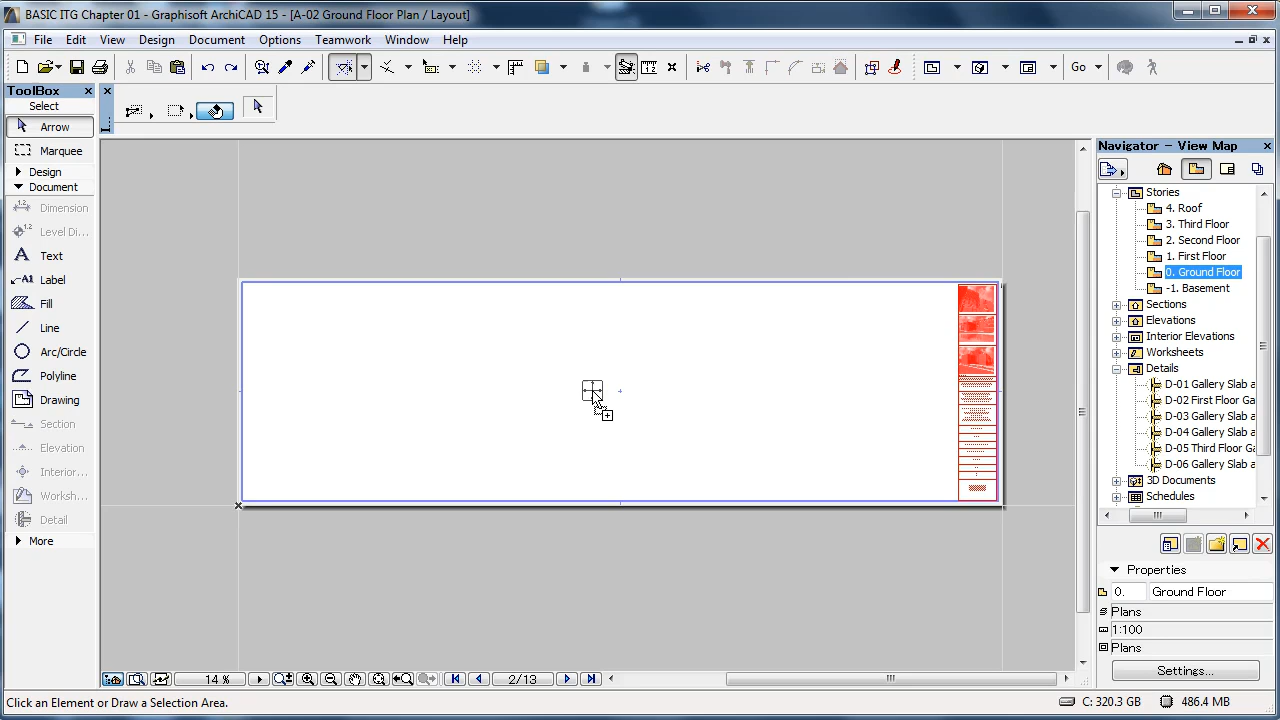 BASIC ITG Chapter 01 - Graphisoft ArchiCAD 15 - [A-02 Ground Floor Plan / Layout]
File Edit View Design Document Options Teamwork Window Help
Go
ToolBox
Select
Arrow
Marquee
Design
Document
Dimension
Level Di...
Text
Label
Fill
Line
Arc/Circle
Polyline
Drawing
Section
Elevation
Interior...
Worksh...
Detail
More
Navigator - View Map
Stories
4. Roof
3. Third Floor
2. Second Floor
1. First Floor
0. Ground Floor
-1. Basement
Sections
Elevations
Interior Elevations
Worksheets
Details
D-01 Gallery Slab a
D-02 First Floor Ga
D-03 Gallery Slab a
D-04 Gallery Slab a
D-05 Third Floor Ga
D-06 Gallery Slab a
3D Documents
Schedules
Properties
0. Ground Floor
Plans
1:100
Plans
Settings...
14 %
2/13
Click an Element or Draw a Selection Area.
C: 320.3 GB
486.4 MB